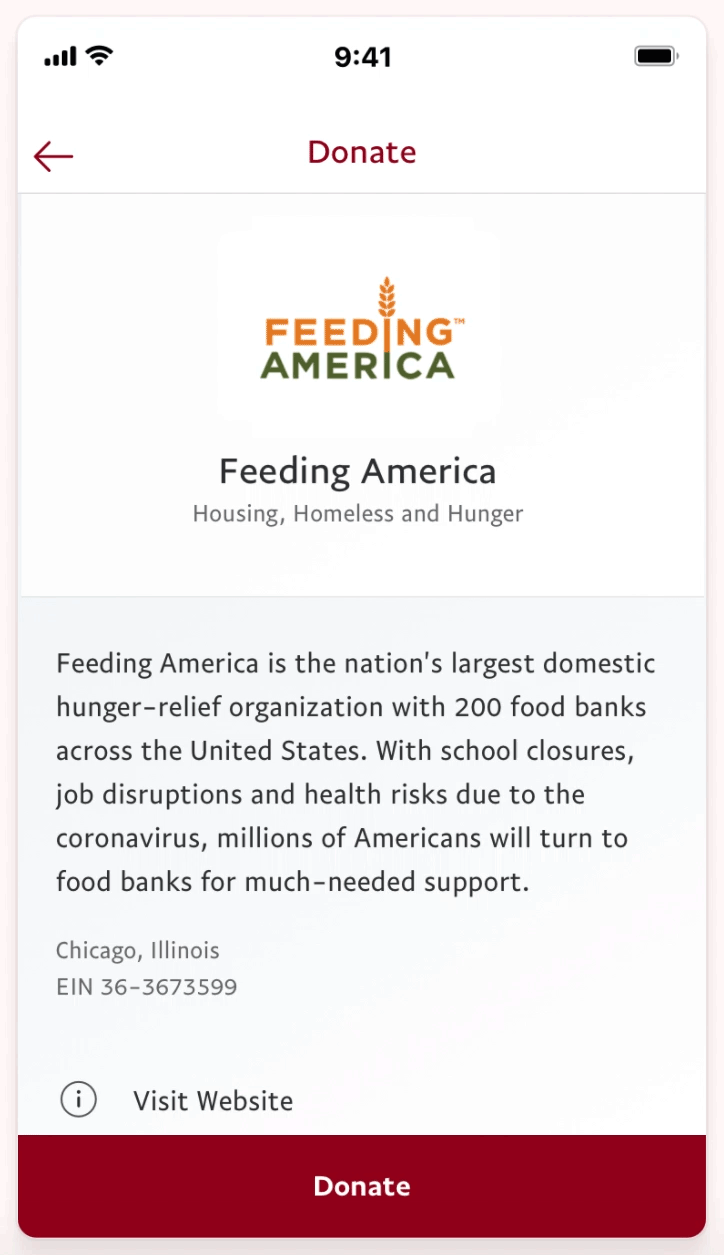 9:41
Donate
FEEDING™
AMERICA
Feeding America
Housing, Homeless and Hunger
Feeding America is the nation's largest domestic
hunger-relief organization with 200 food banks
across the United States. With school closures,
job disruptions and health risks due to the
coronavirus, millions of Americans will turn to
food banks for much-needed support.
Chicago, Illinois
EIN 36-3673599
Visit Website
Donate